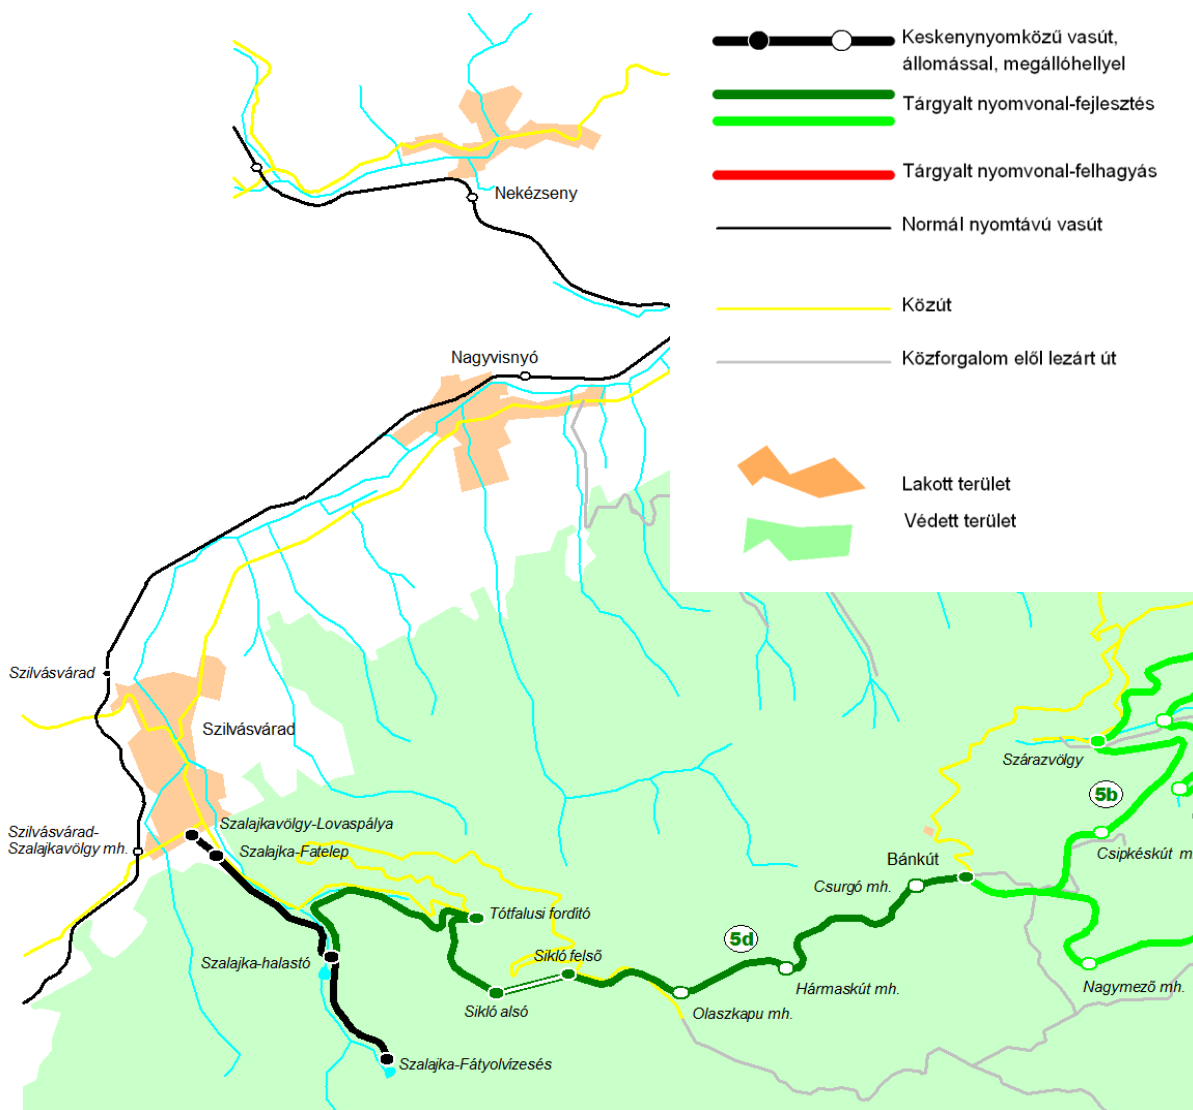 Keskenynyomközű vasút,
állomással, megállóhellyel
Tárgyalt nyomvonal-fejlesztés
Tárgyalt nyomvonal-felhagyás
Normál nyomtávú vasút
Közút
Közforgalom elől lezárt út
Lakott terület
Védett terület
Nekézseny
Nagyvisnyó
Szilvásvárad
Szilvásvárad
Szilvásvárad-
Szalajkavölgy mh.
Szalajkavölgy-Lovaspálya
Szalajka-Fatelep
Szalajka-halastó
Szalajka-Fátyolvízesés
Tótfalusi fordító
Sikló felső
Sikló alsó
5d
Olaszkapu mh.
Hármaskút mh.
Csurgó mh.
Bánkút
Szárazvölgy
5b
Csipkéskút m
Nagymező mh.